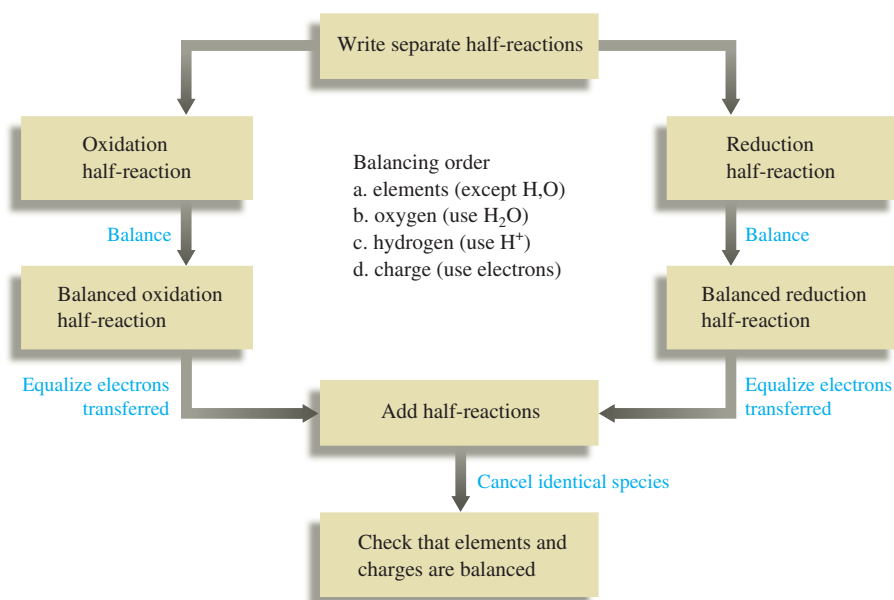 Write separate half-reactions
Oxidation
half-reaction
Reduction
half-reaction
Balancing order
a. elements (except H,O)
b. oxygen (use H₂O)
c. hydrogen (use H⁺)
d. charge (use electrons)
Balance
Balance
Balanced oxidation
half-reaction
Balanced reduction
half-reaction
Equalize electrons
transferred
Equalize electrons
transferred
Add half-reactions
Cancel identical species
Check that elements and
charges are balanced